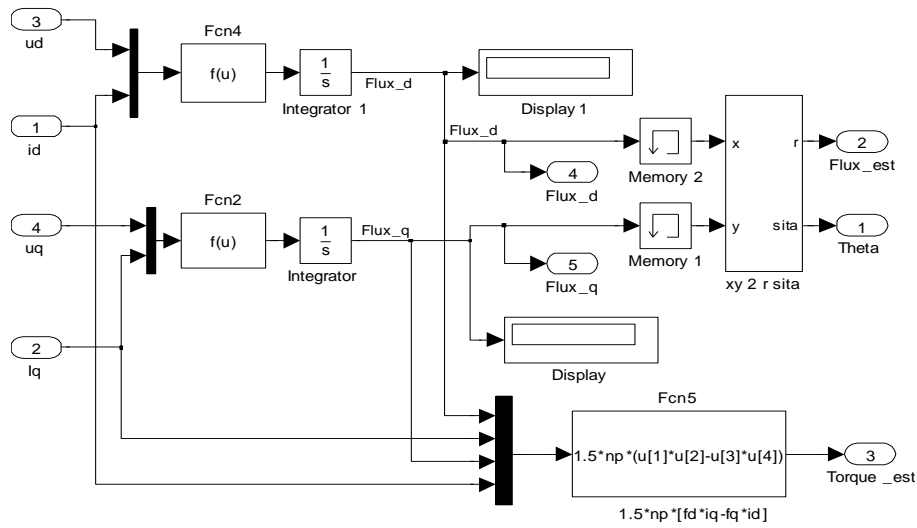 3
ud
Fcn4
f(u)
1
s
Integrator 1
Flux_d
Display 1
1
id
Flux_d
4
Flux_d
Memory 2
x
r
2
Flux_est
4
uq
Fcn2
f(u)
1
s
Integrator
Flux_q
5
Flux_q
Memory 1
y
sita
1
Theta
xy 2 r sita
2
Iq
Display
Fcn5
1.5*np*(u[1]*u[2]-u[3]*u[4])
1.5*np*[fd*iq-fq*id]
3
Torque _est